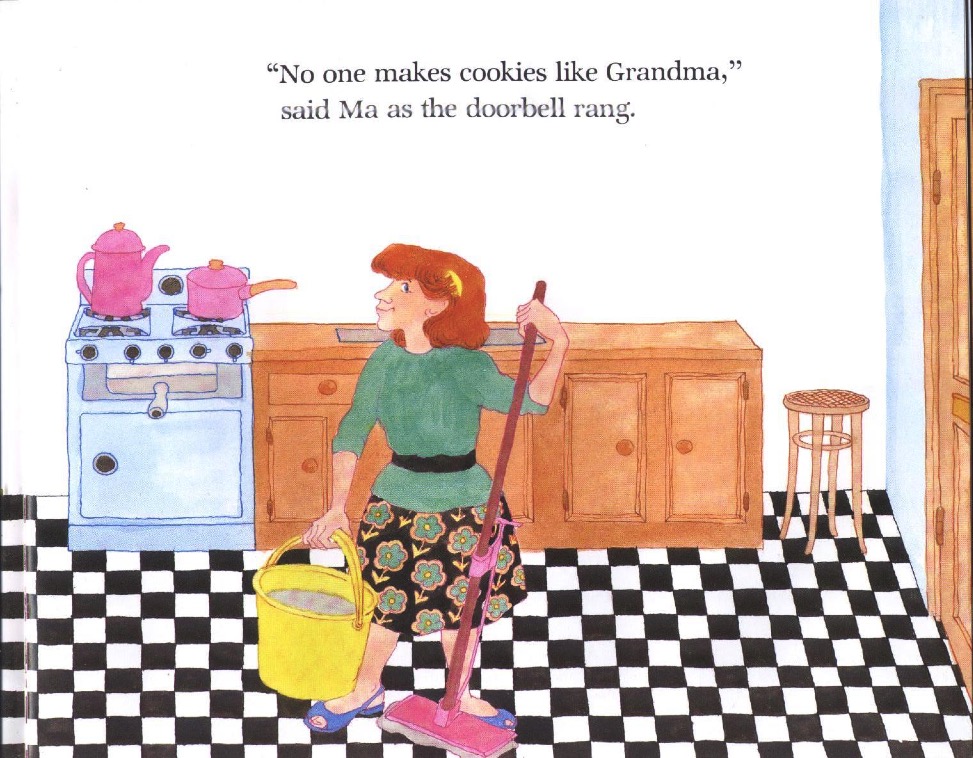 “No one makes cookies like Grandma,”
said Ma as the doorbell rang.